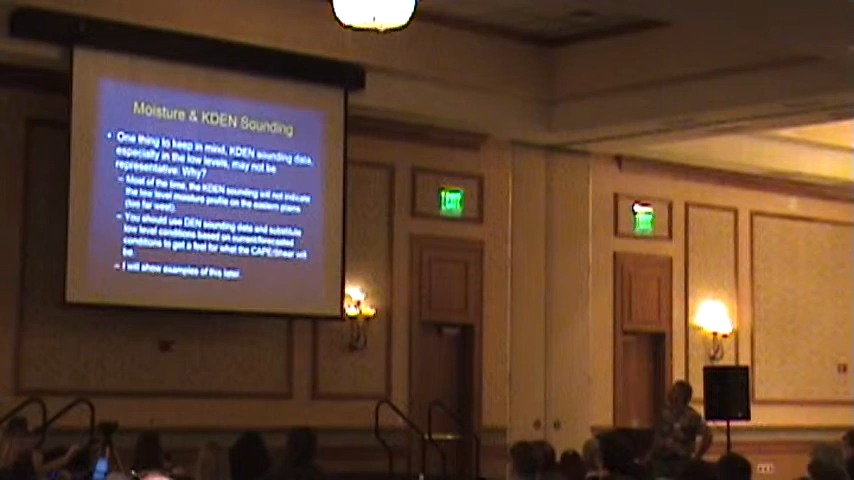 Moisture & KDEN Sounding
• One thing to keep in mind, KDEN sounding data,
especially in the low levels, may not be
representative. Why?
– Most of the time, the KDEN sounding will not indicate
the low level moisture profile on the eastern plains
(too far west).
– You should use DEN sounding data and substitute
low level conditions based on current/forecasted
conditions to get a feel for what the CAPE/Shear will
be.
– I will show examples of this later.
EXIT
EXIT